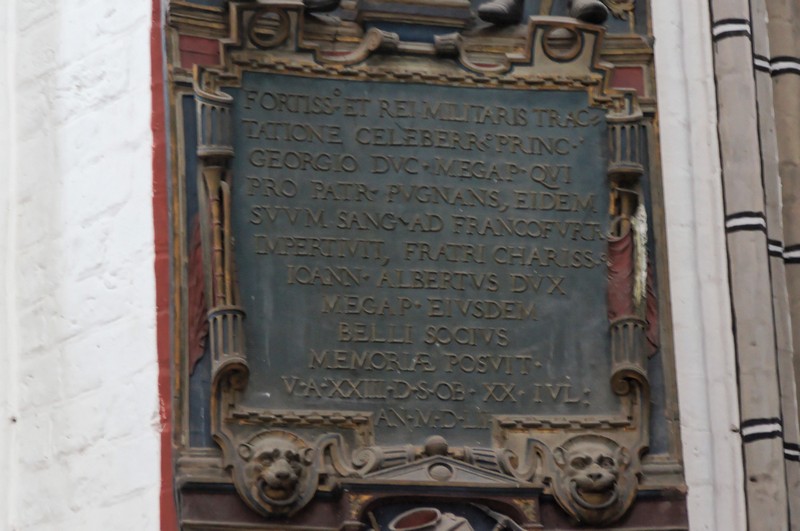 FORTISS° ET REI·MILITARIS TRAC⸗
TATIONE CELEBERR° PRINC·
GEORGIO DVC·MEGAP·QVI
PRO PATR· PVGNANS, EIDEM
SVVM SANG·AD FRANCOFVRT
IMPERTIVIT, FRATRI CHARISS°
IOANN· ALBERTVS DVX
MEGAP· EIVSDEM
BELLI SOCIVS
MEMORIÆ POSVIT·
V·A·XXIII·D·S·OB·XX·IVL·
AN·M·D·LII